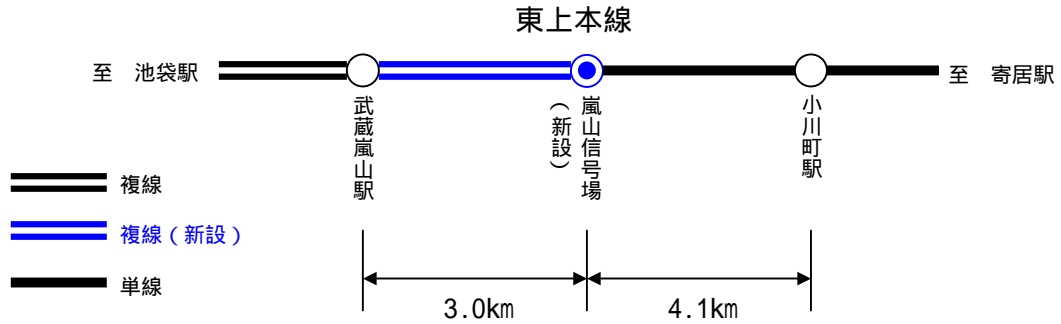 東上本線
至 池袋駅
至 寄居駅
武蔵嵐山駅
嵐山信号場
（新設）
小川町駅
複線
複線（新設）
単線
3.0km
4.1km